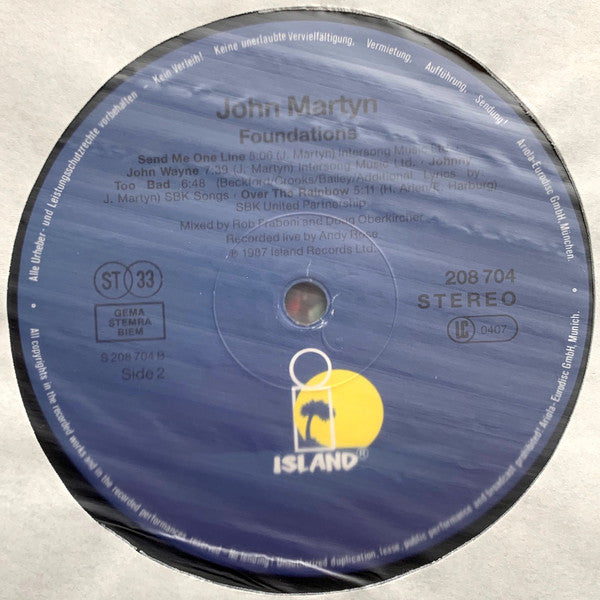 John Martyn
Foundations
Send Me One Line 5:06 (J. Martyn) Intersong Music Ltd. ·
John Wayne 7:39 (J. Martyn) Intersong Music Ltd. · Johnny
Too Bad 6:48 (Beckford/Crooks/Bailey/Additional Lyrics by
J. Martyn) SBK Songs · Over The Rainbow 5:11 (H. Arlen/E. Harburg)
SBK United Partnership
Mixed by Rob Fraboni and Doug Oberkircher
Recorded live by Andy Rose
℗ 1987 Island Records Ltd.
ST 33
GEMA
STEMRA
BIEM
S 208 704 B
Side 2
208 704
STEREO
LC 0407
ISLAND®
Alle Urheber- und Leistungsschutzrechte vorbehalten - Kein Verleih! Keine unerlaubte Vervielfältigung, Vermietung, Aufführung, Sendung! Ariola-Eurodisc GmbH, München.
All copyrights in the recorded works and in the recorded performances reserved - No lending! Unauthorized duplication, lease, public performance and broadcast prohibited! Ariola-Eurodisc GmbH, Munich.